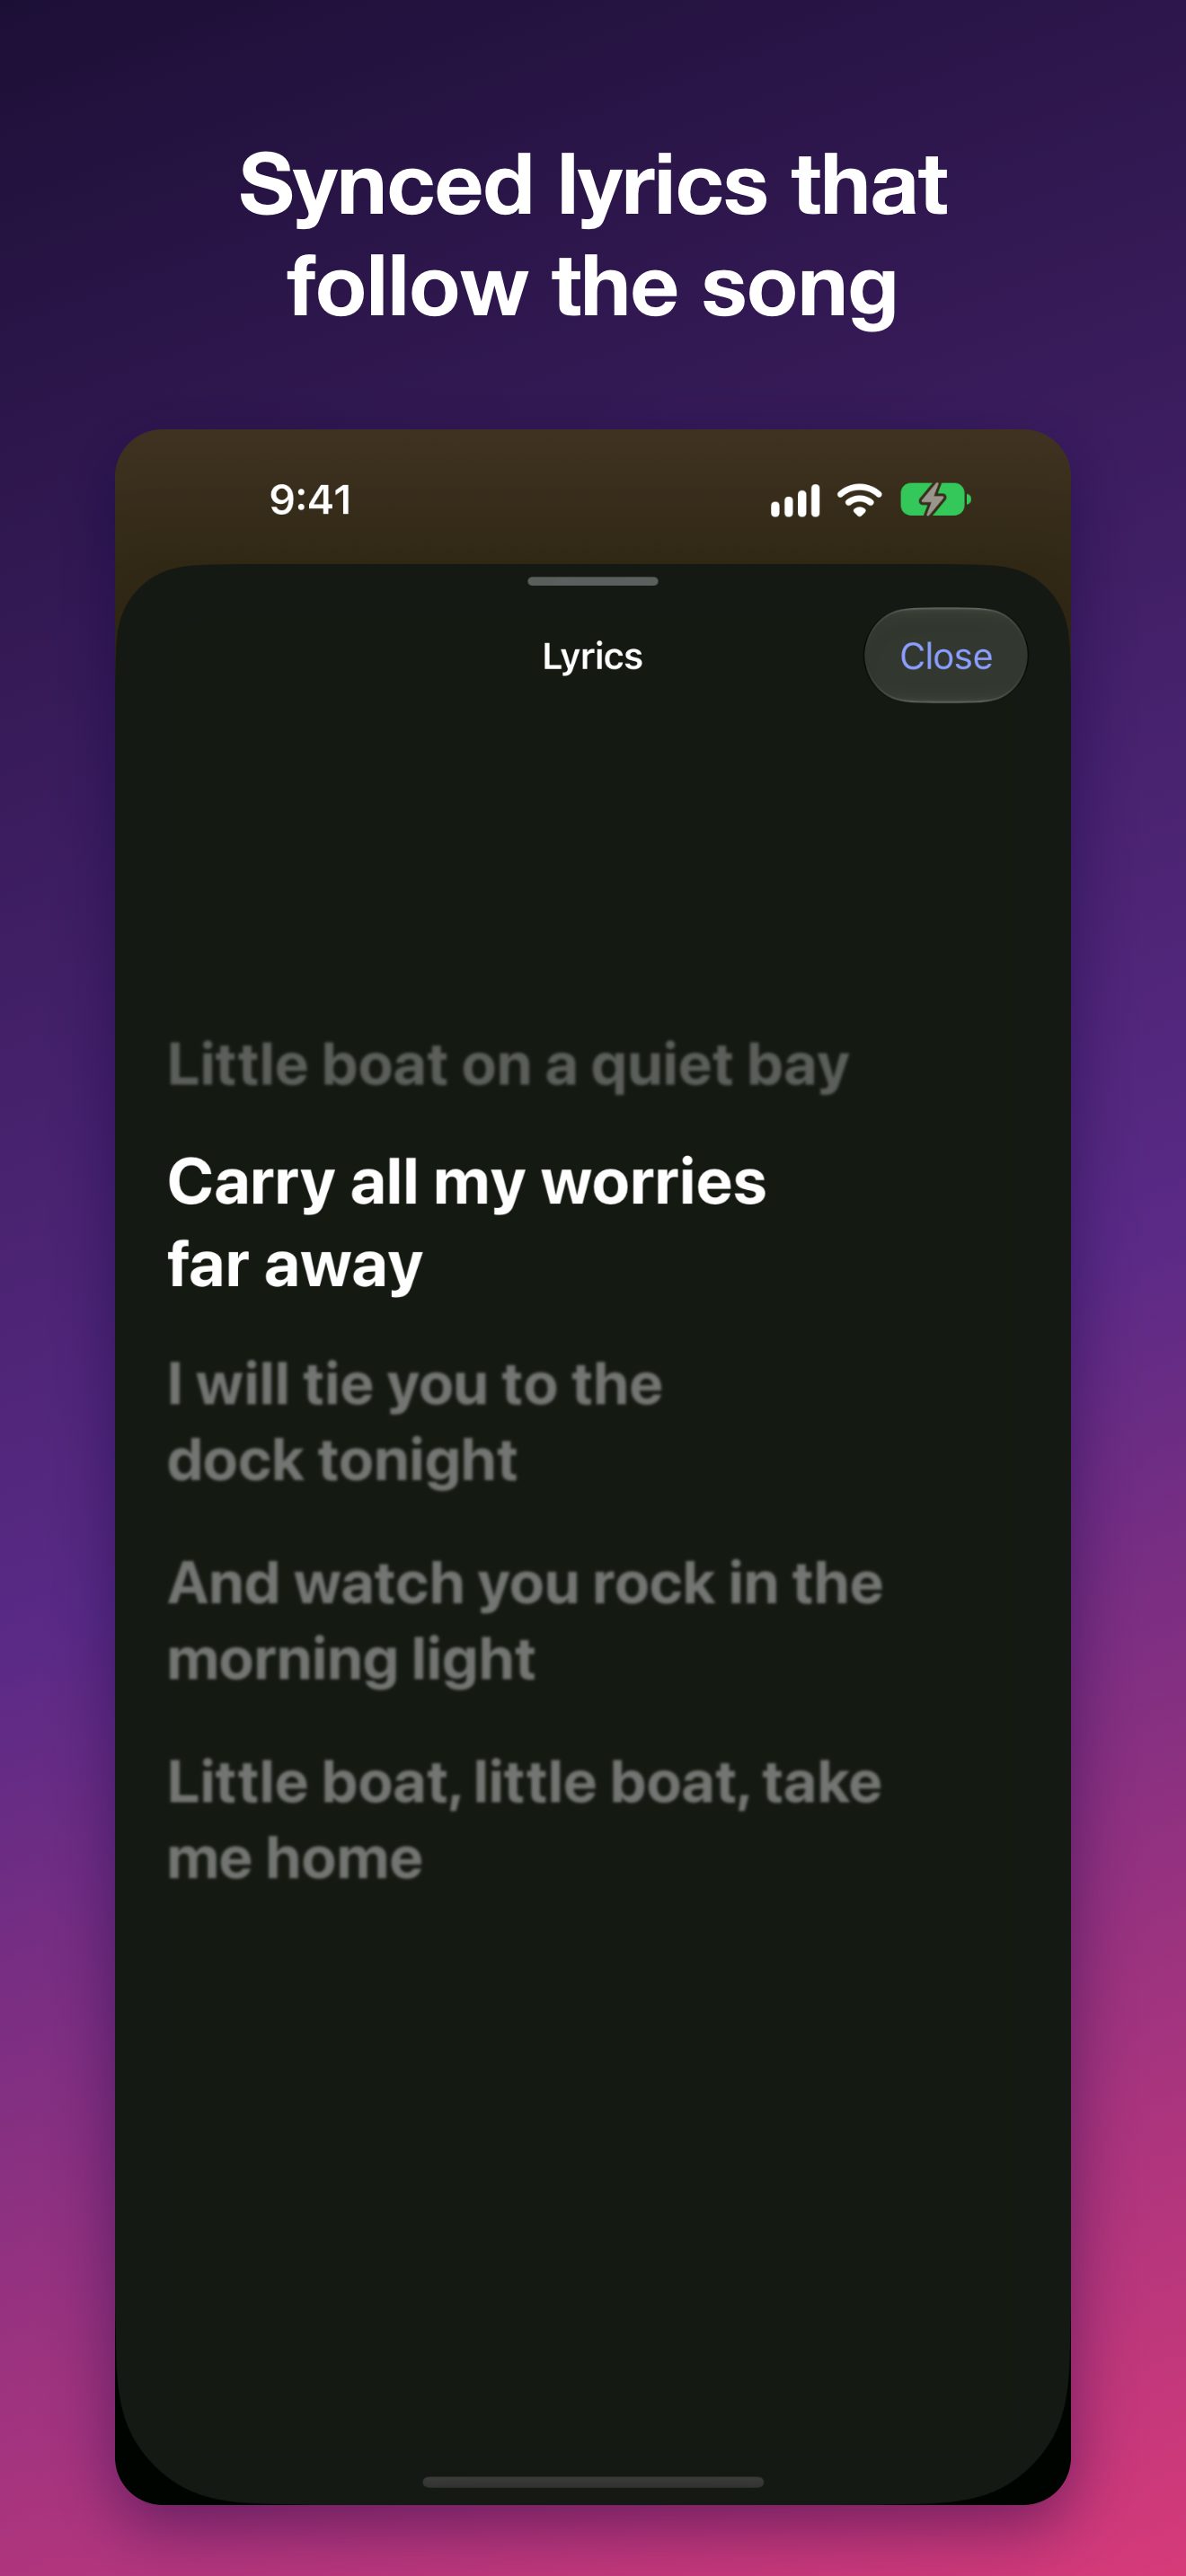 Synced lyrics that
follow the song
9:41
Lyrics
Close
Little boat on a quiet bay
Carry all my worries
far away
I will tie you to the
dock tonight
And watch you rock in the
morning light
Little boat, little boat, take
me home